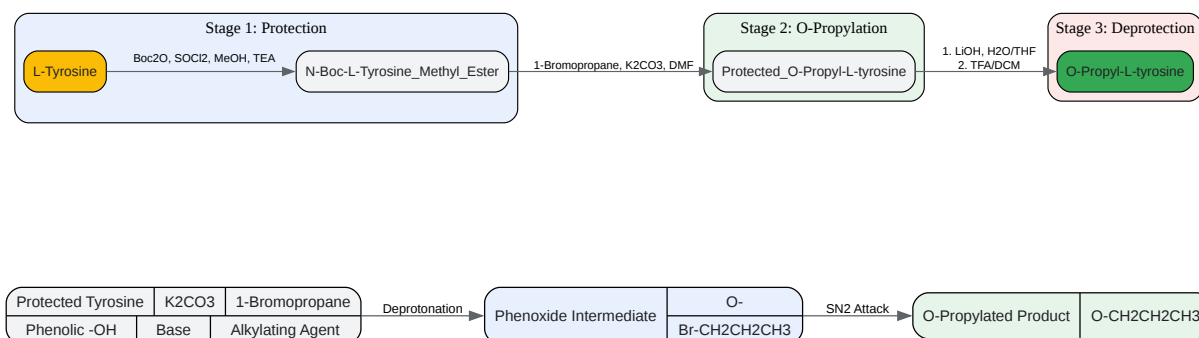 Stage 1: Protection
L-Tyrosine
Boc2O, SOCl2, MeOH, TEA
N-Boc-L-Tyrosine_Methyl_Ester
1-Bromopropane, K2CO3, DMF
Stage 2: O-Propylation
Protected_O-Propyl-L-tyrosine
1. LiOH, H2O/THF
2. TFA/DCM
Stage 3: Deprotection
O-Propyl-L-tyrosine
Protected Tyrosine
K2CO3
1-Bromopropane
Phenolic -OH
Base
Alkylating Agent
Deprotonation
Phenoxide Intermediate
O-
Br-CH2CH2CH3
SN2 Attack
O-Propylated Product
O-CH2CH2CH3